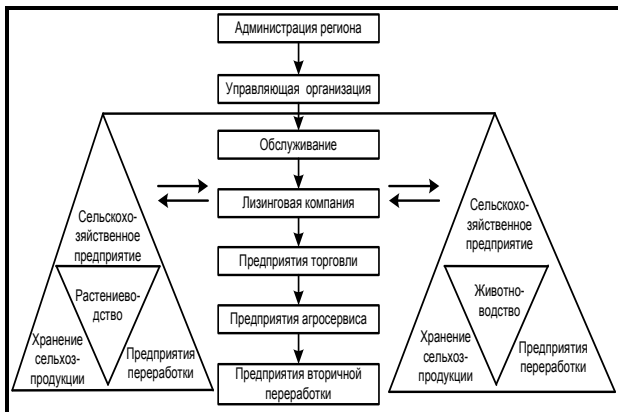 Администрация региона
Управляющая организация
Обслуживание
Лизинговая компания
Предприятия торговли
Предприятия агросервиса
Предприятия вторичной
переработки
Сельскохо-
зяйственное
предприятие
Растениево-
дство
Хранение
сельхоз-
продукции
Предприятия
переработки
Сельскохо-
зяйственное
предприятие
Животно-
водство
Хранение
сельхоз-
продукции
Предприятия
переработки